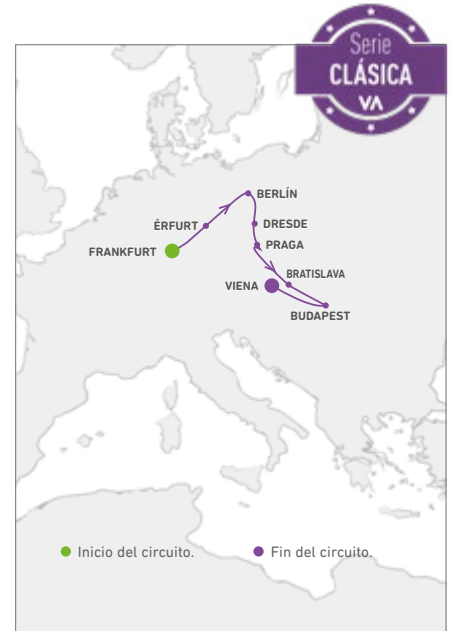 Serie
CLÁSICA
VA
BERLÍN
ÉRFURT
DRESDE
FRANKFURT
PRAGA
BRATISLAVA
VIENA
BUDAPEST
Inicio del circuito.
Fin del circuito.